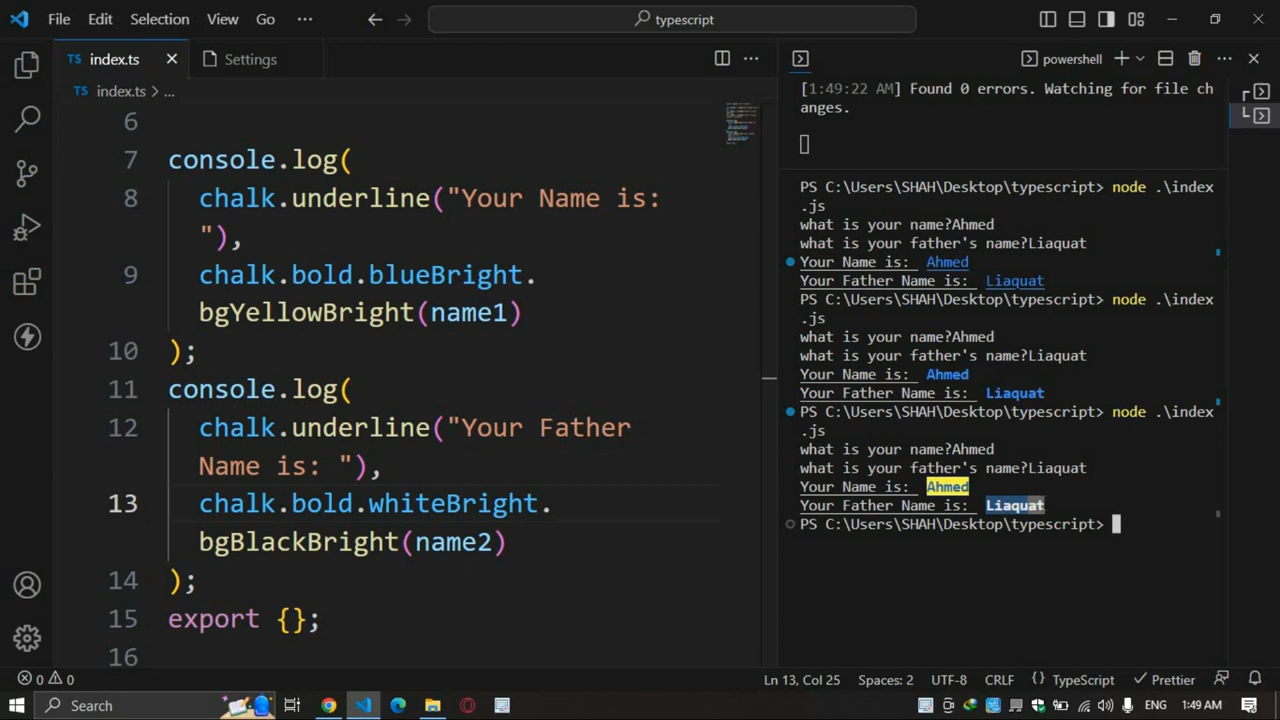 File Edit Selection View Go ··· typescript
TS index.ts Settings
TS index.ts > ...
6
7 console.log(
8 chalk.underline("Your Name is:
"),
9 chalk.bold.blueBright.
bgYellowBright(name1)
10 );
11 console.log(
12 chalk.underline("Your Father
Name is: "),
13 chalk.bold.whiteBright.
bgBlackBright(name2)
14 );
15 export {};
16
powershell
[1:49:22 AM] Found 0 errors. Watching for file ch
anges.
PS C:\Users\SHAH\Desktop\typescript> node .\index
.js
what is your name?Ahmed
what is your father's name?Liaquat
Your Name is: Ahmed
Your Father Name is: Liaquat
PS C:\Users\SHAH\Desktop\typescript> node .\index
.js
what is your name?Ahmed
what is your father's name?Liaquat
Your Name is: Ahmed
Your Father Name is: Liaquat
PS C:\Users\SHAH\Desktop\typescript> node .\index
.js
what is your name?Ahmed
what is your father's name?Liaquat
Your Name is: Ahmed
Your Father Name is: Liaquat
PS C:\Users\SHAH\Desktop\typescript>
0 0 Ln 13, Col 25 Spaces: 2 UTF-8 CRLF {} TypeScript Prettier
Search ENG 1:49 AM